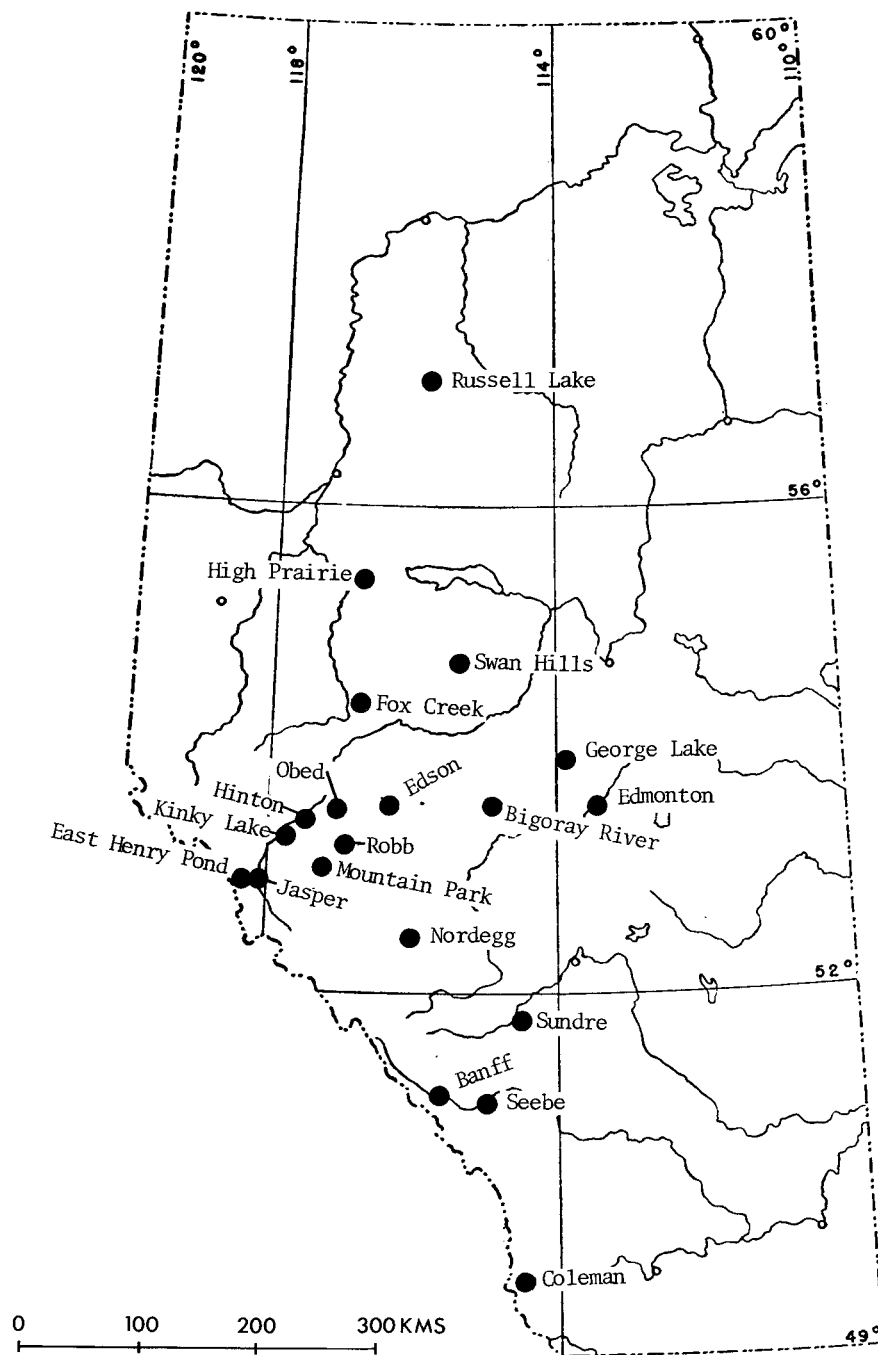 120°
118°
114°
60°
110°
Russell Lake
56°
High Prairie
Swan Hills
Fox Creek
George Lake
Obed
Edson
Hinton
Edmonton
Kinky Lake
Bigoray River
East Henry Pond
Robb
Mountain Park
Jasper
Nordegg
52°
Sundre
Banff
Seebe
Coleman
0 100 200 300 KMS
49°